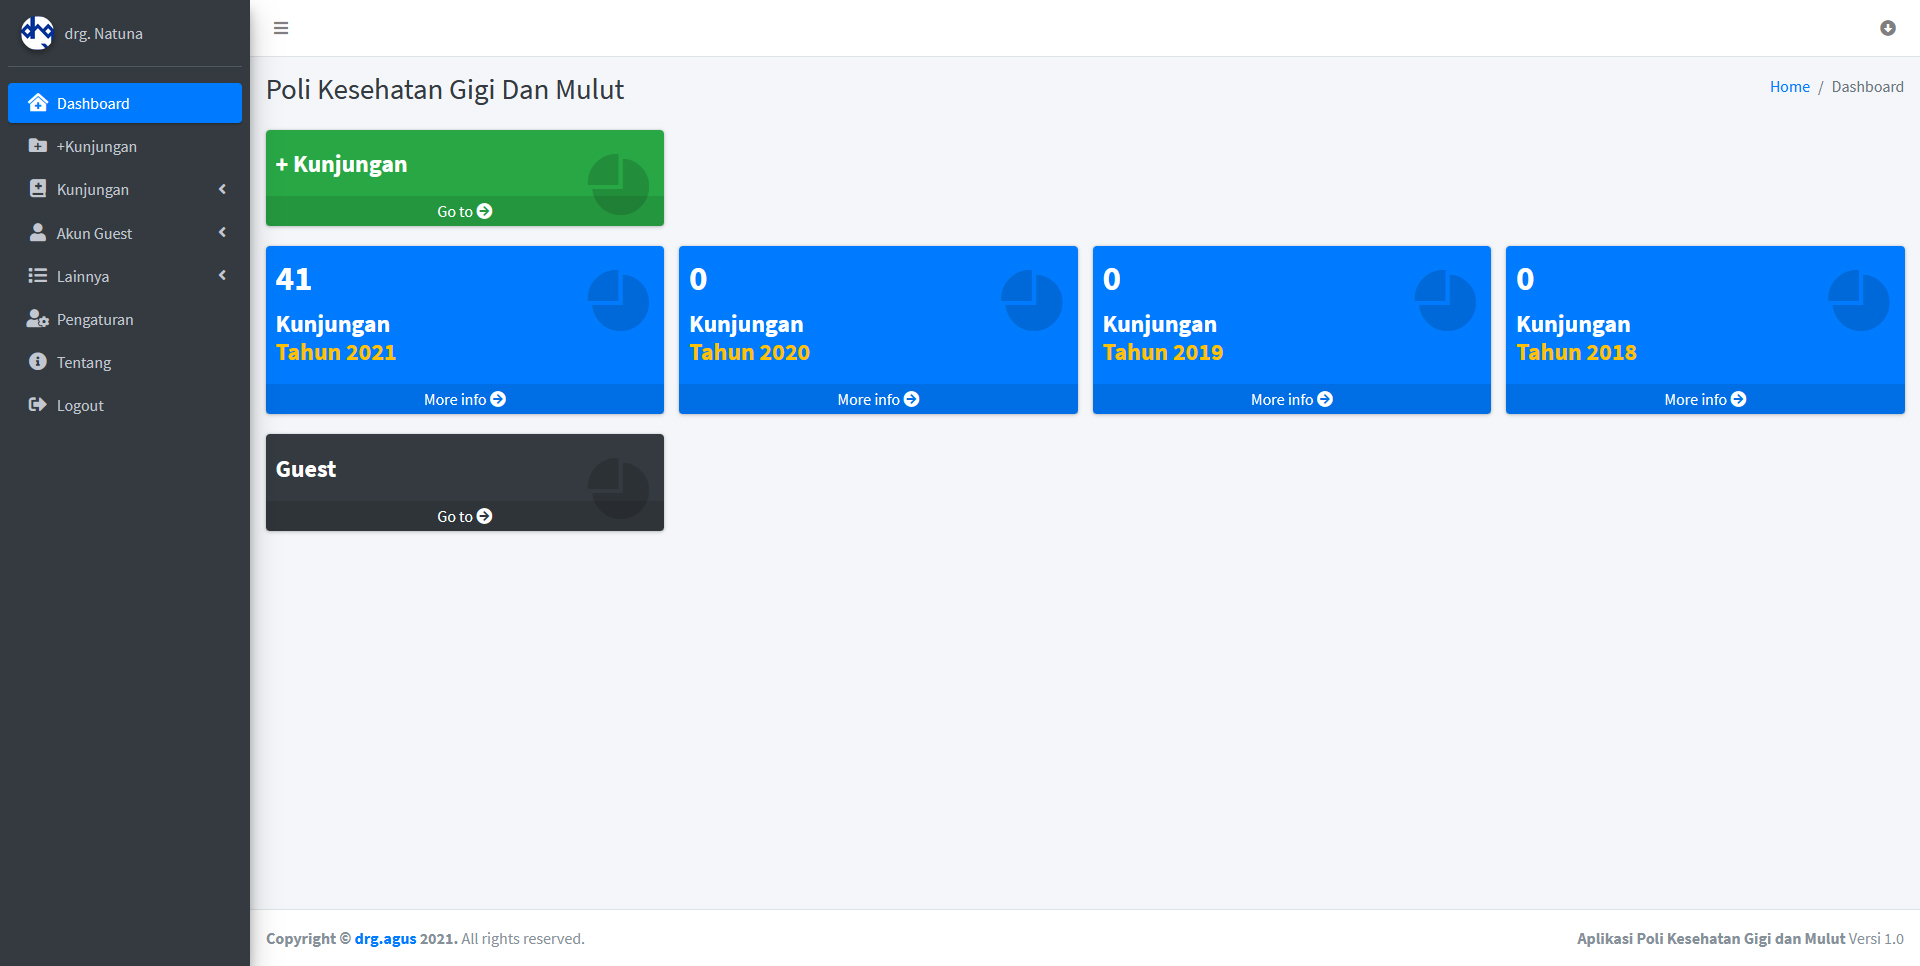 drg. Natuna
Dashboard
+Kunjungan
Kunjungan
Akun Guest
Lainnya
Pengaturan
Tentang
Logout
Poli Kesehatan Gigi Dan Mulut
Home / Dashboard
+ Kunjungan
Go to
41
Kunjungan
Tahun 2021
More info
0
Kunjungan
Tahun 2020
More info
0
Kunjungan
Tahun 2019
More info
0
Kunjungan
Tahun 2018
More info
Guest
Go to
Copyright © drg.agus 2021. All rights reserved.
Aplikasi Poli Kesehatan Gigi dan Mulut Versi 1.0